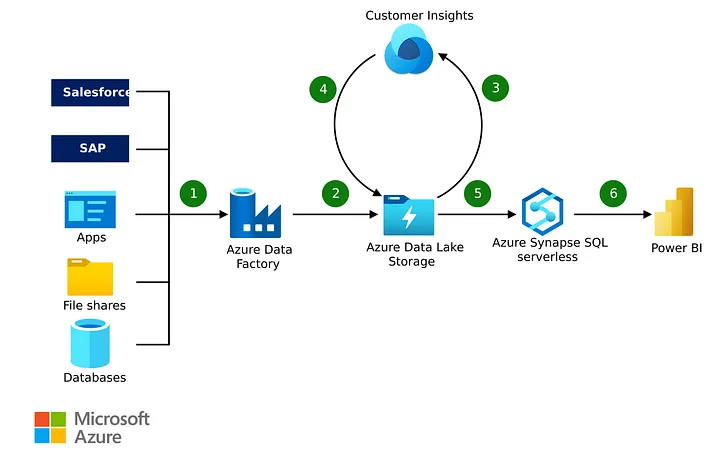 Customer Insights
4
3
Salesforce
SAP
1
2
5
6
Apps
Azure Data
Factory
Azure Data Lake
Storage
Azure Synapse SQL
serverless
Power BI
File shares
Databases
Microsoft
Azure